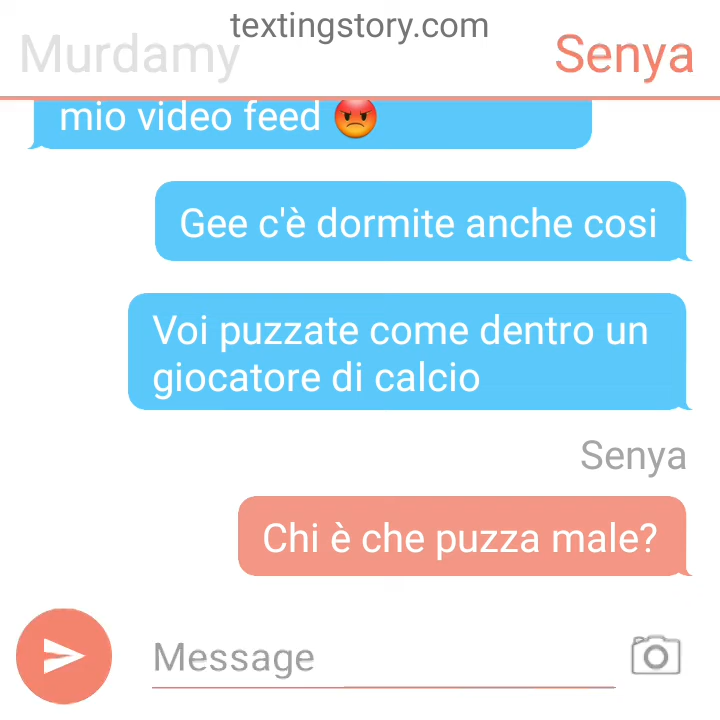 textingstory.com
Murdamy
Senya
mio video feed 😡
Gee c'è dormite anche cosi
Voi puzzate come dentro un
giocatore di calcio
Senya
Chi è che puzza male?
Message